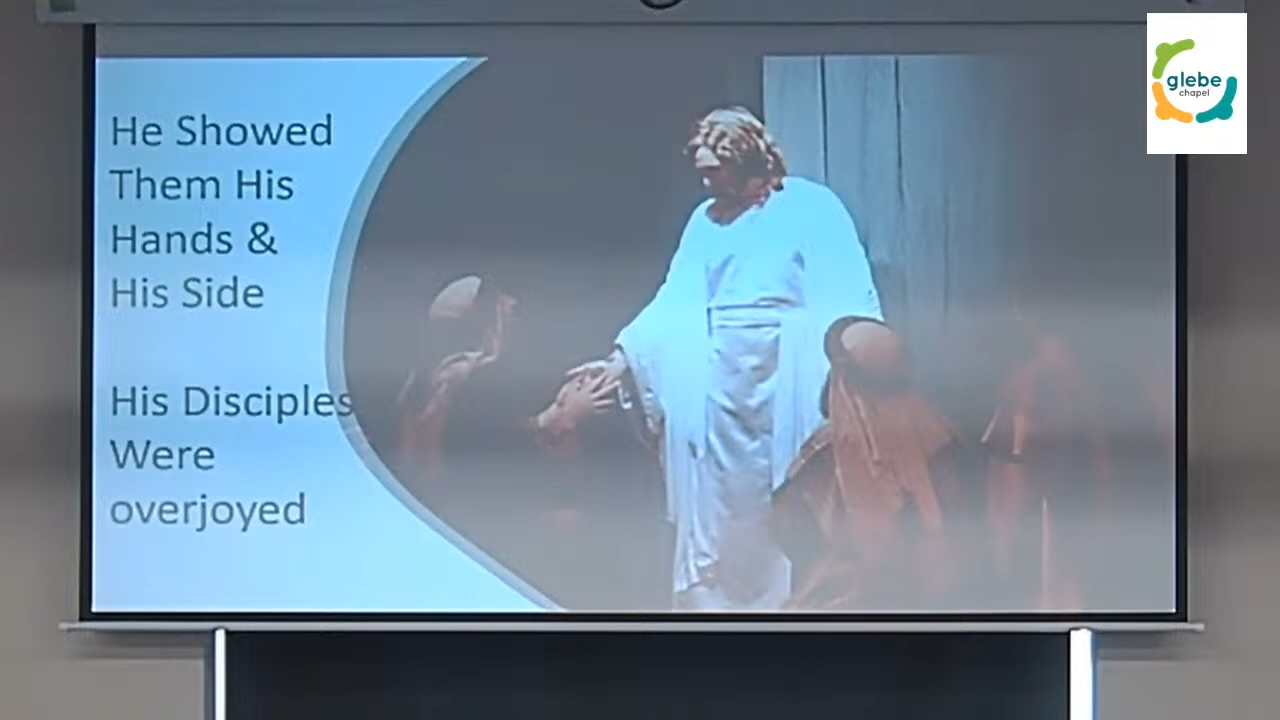 He Showed
Them His
Hands &
His Side
His Disciples
Were
overjoyed
glebe
chapel